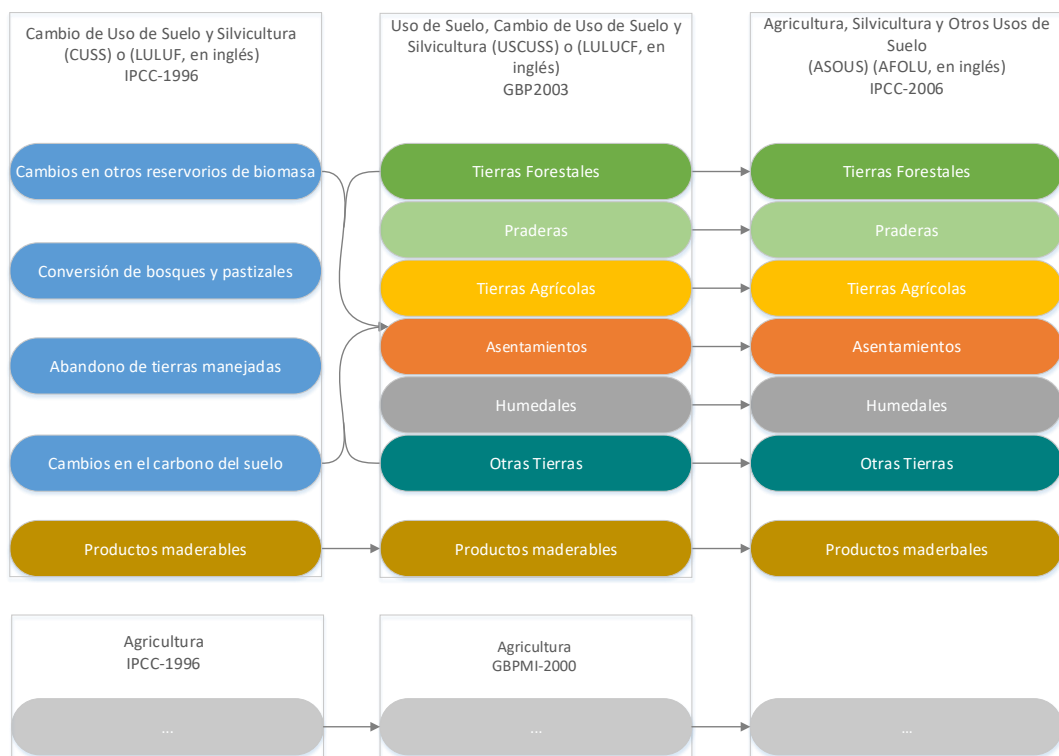 Cambio de Uso de Suelo y Silvicultura
(CUSS) o (LULUF, en inglés)
IPCC-1996
Cambios en otros reservorios de biomasa
Conversión de bosques y pastizales
Abandono de tierras manejadas
Cambios en el carbono del suelo
Productos maderables
Uso de Suelo, Cambio de Uso de Suelo y
Silvicultura (USCUSS) o (LULUCF, en
inglés)
GBP2003
Tierras Forestales
Praderas
Tierras Agrícolas
Asentamientos
Humedales
Otras Tierras
Productos maderables
Agricultura, Silvicultura y Otros Usos de
Suelo
(ASOUS) (AFOLU, en inglés)
IPCC-2006
Tierras Forestales
Praderas
Tierras Agrícolas
Asentamientos
Humedales
Otras Tierras
Productos maderbales
Agricultura
IPCC-1996
...
Agricultura
GBPMI-2000
...
...